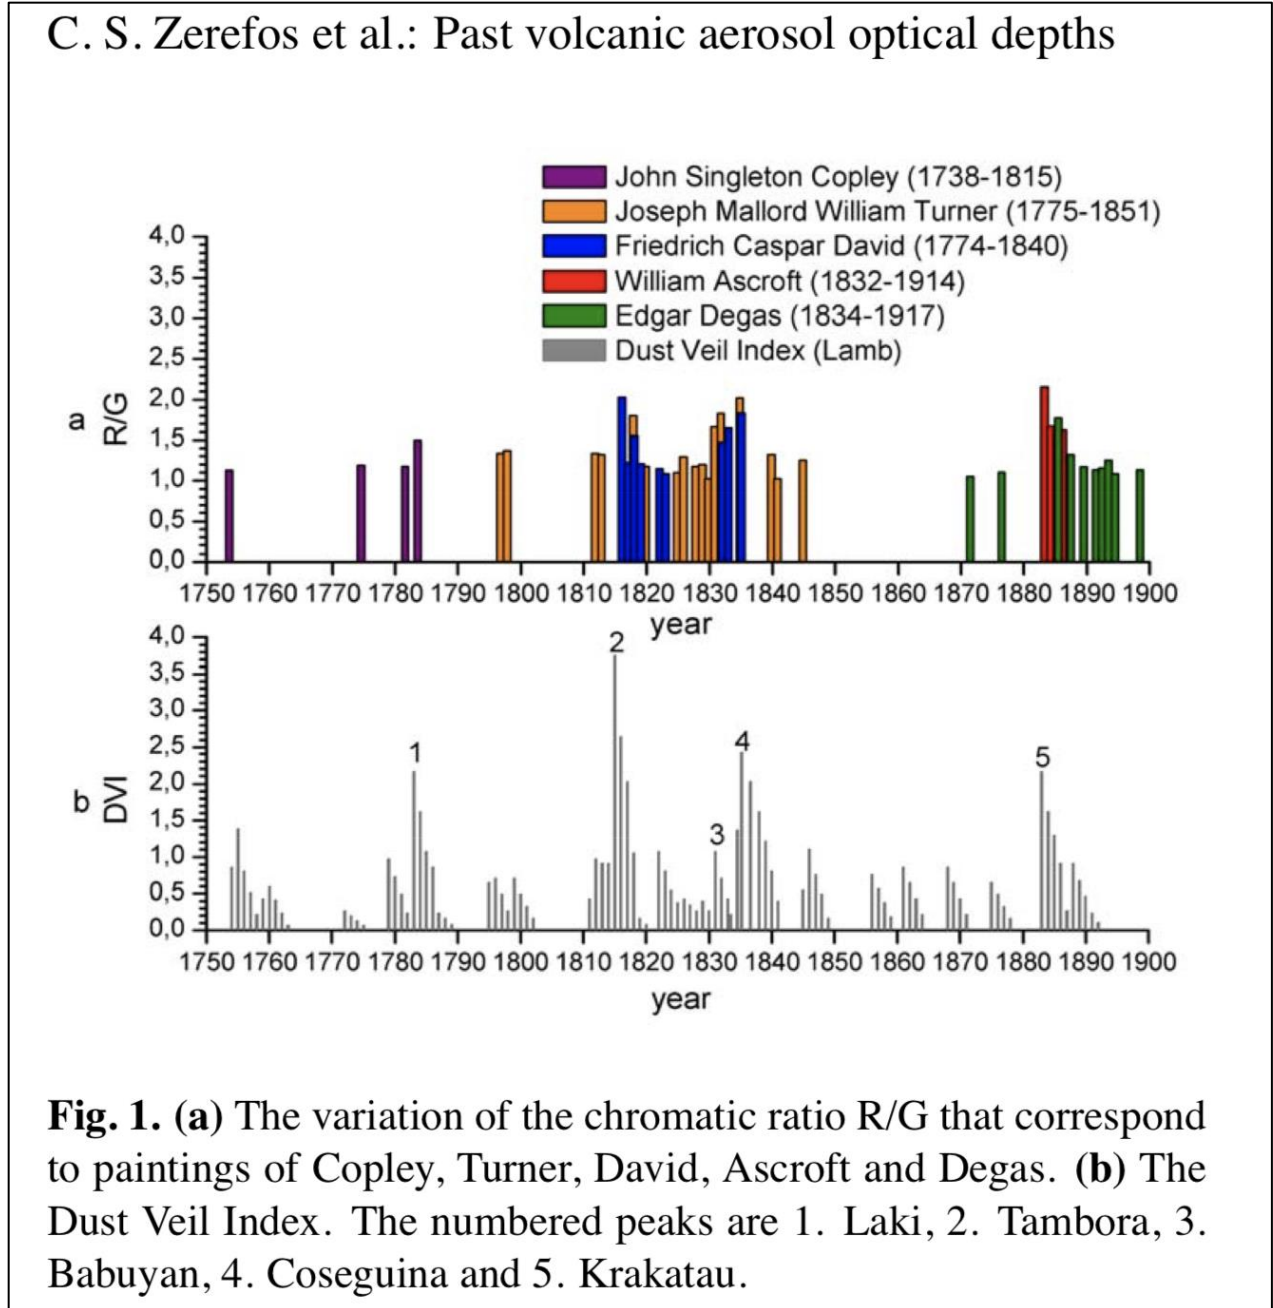 C. S. Zerefos et al.: Past volcanic aerosol optical depths
John Singleton Copley (1738-1815)
Joseph Mallord William Turner (1775-1851)
Friedrich Caspar David (1774-1840)
William Ascroft (1832-1914)
Edgar Degas (1834-1917)
Dust Veil Index (Lamb)
a
R/G
4,0
3,5
3,0
2,5
2,0
1,5
1,0
0,5
0,0
1750 1760 1770 1780 1790 1800 1810 1820 1830 1840 1850 1860 1870 1880 1890 1900
year
b
DVI
4,0
3,5
3,0
2,5
2,0
1,5
1,0
0,5
0,0
1
2
3
4
5
1750 1760 1770 1780 1790 1800 1810 1820 1830 1840 1850 1860 1870 1880 1890 1900
year
Fig. 1. (a) The variation of the chromatic ratio R/G that correspond
to paintings of Copley, Turner, David, Ascroft and Degas. (b) The
Dust Veil Index. The numbered peaks are 1. Laki, 2. Tambora, 3.
Babuyan, 4. Coseguina and 5. Krakatau.